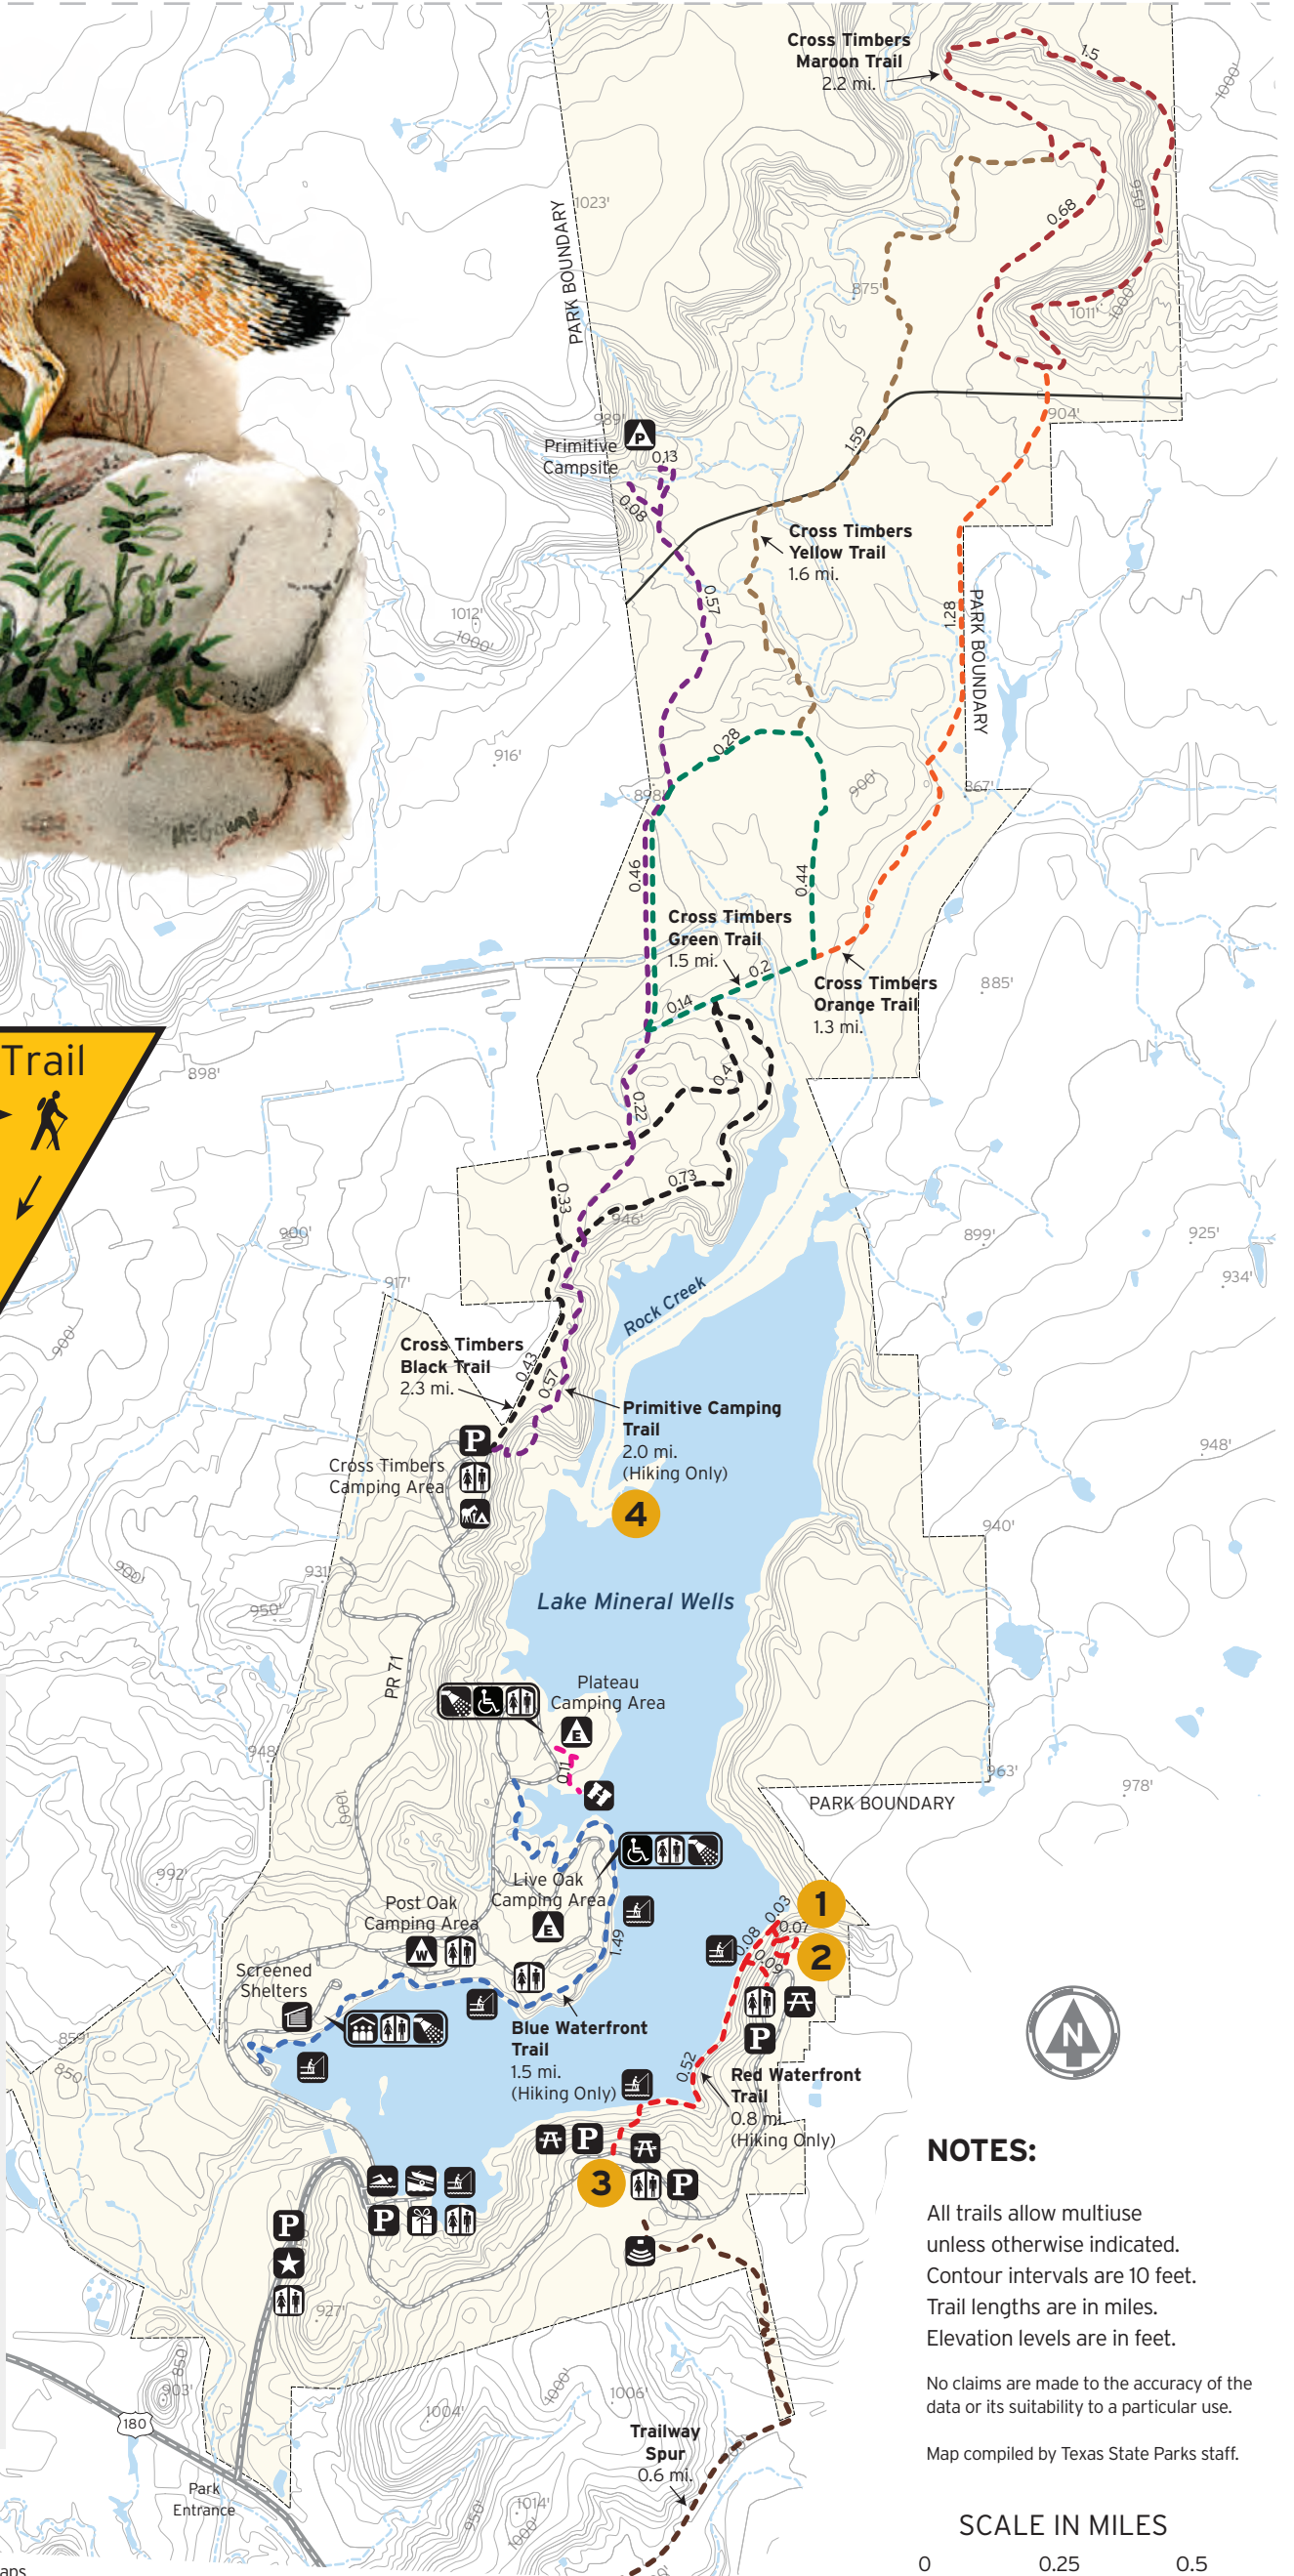 Cross Timbers
Maroon Trail
2.2 mi.
1.5
1000'
950'
0.68
1023'
PARK BOUNDARY
875'
1011'
1000'
904'
989'
Primitive
Campsite
P
0.13
0.08
1.59
Cross Timbers
Yellow Trail
1.6 mi.
0.57
1012'
1000'
1.28
PARK BOUNDARY
916'
0.28
898'
900'
867'
McGOWAN
0.46
0.44
Cross Timbers
Green Trail
1.5 mi.
0.2
0.14
Cross Timbers
Orange Trail
1.3 mi.
885'
Trail
898'
0.4
0.22
0.73
0.33
946'
900'
899'
925'
917'
934'
900'
Rock Creek
Cross Timbers
Black Trail
2.3 mi.
0.43
0.57
Primitive Camping
Trail
2.0 mi.
(Hiking Only)
P
Cross Timbers
Camping Area
948'
4
940'
931'
900'
950'
Lake Mineral Wells
PR 71
Plateau
Camping Area
E
948'
0.11
963'
978'
PARK BOUNDARY
1000'
992'
Live Oak
Camping Area
E
Post Oak
Camping Area
W
1.49
0.03
1
0.07
0.08
0.09
2
Screened
Shelters
859'
850'
Blue Waterfront
Trail
1.5 mi.
(Hiking Only)
P
0.52
Red Waterfront
Trail
0.8 mi.
(Hiking Only)
N
P
3
P
P
P
927'
NOTES:
All trails allow multiuse
unless otherwise indicated.
Contour intervals are 10 feet.
Trail lengths are in miles.
Elevation levels are in feet.
No claims are made to the accuracy of the
data or its suitability to a particular use.
Map compiled by Texas State Parks staff.
850'
903'
180
1004'
1000'
1006'
Trailway
Spur
0.6 mi.
Park
Entrance
950'
1014'
1000'
SCALE IN MILES
0 0.25 0.5
aps